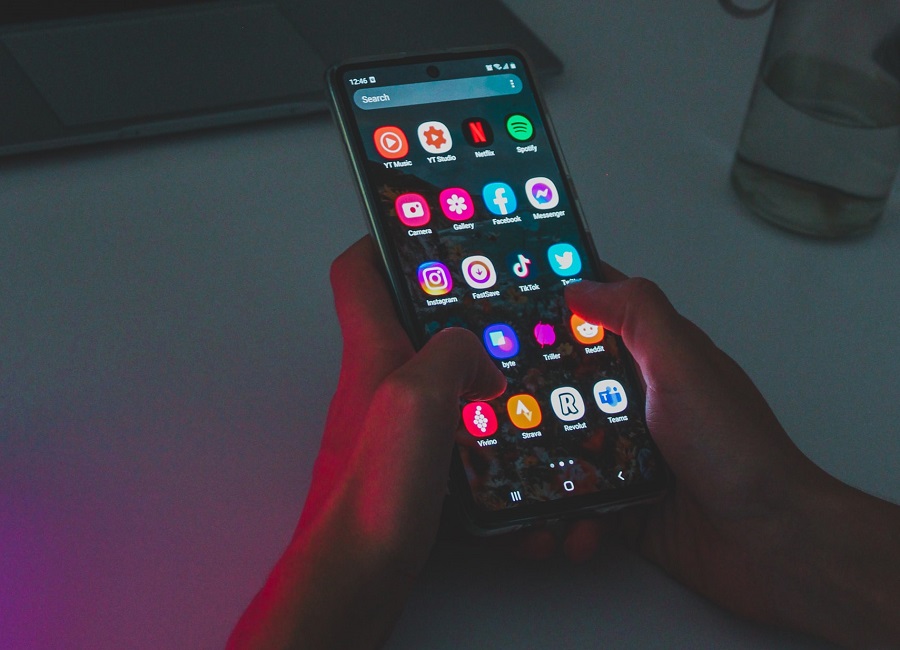 12:46
Search
YT Music YT Studio Netflix Spotify
Camera Gallery Facebook Messenger
Instagram FastSave TikTok
byte Triller Reddit
Vivino Strava Revolut Teams